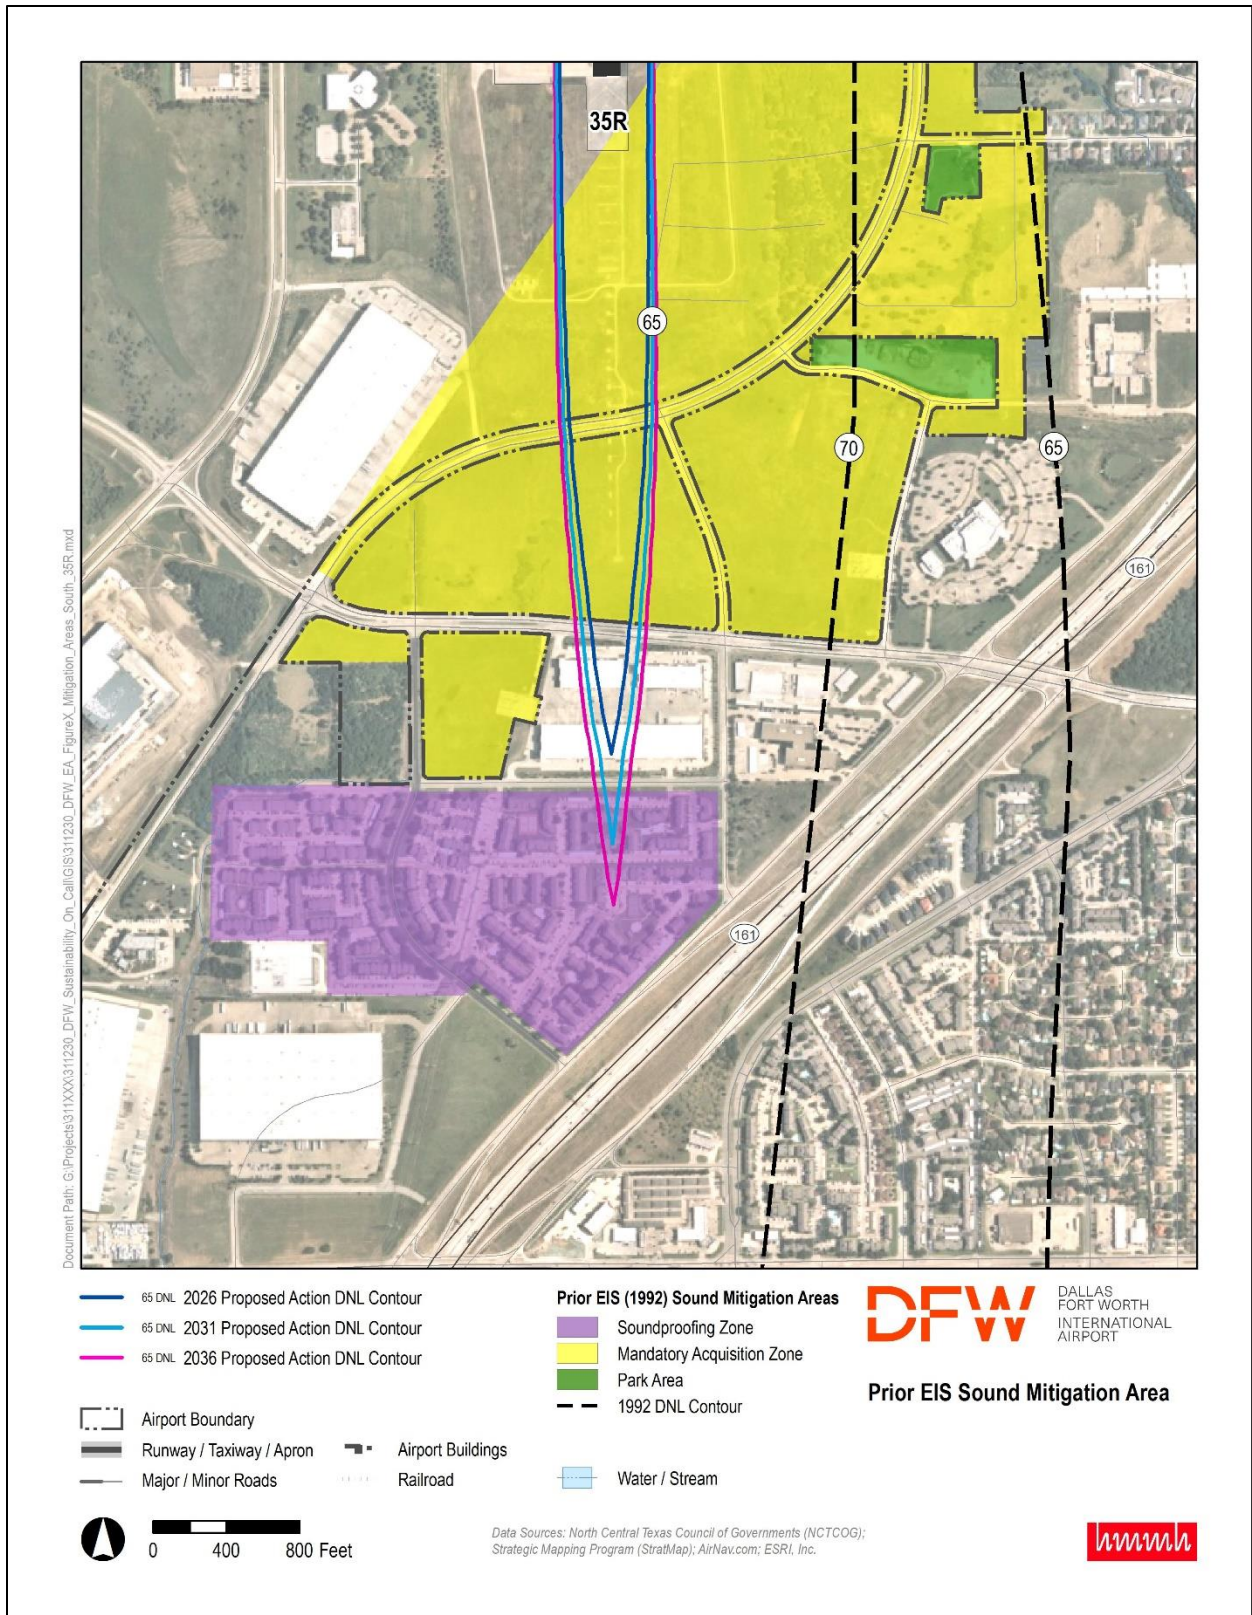 35R
65
70
65
161
161
Document Path: G:\Projects\311XXX\311230_DFW_Sustainability_On_Call\GIS\311230_DFW_EA_FigureX_Mitigation_Areas_South_35R.mxd
65 DNL 2026 Proposed Action DNL Contour
65 DNL 2031 Proposed Action DNL Contour
65 DNL 2036 Proposed Action DNL Contour
Airport Boundary
Runway / Taxiway / Apron
Airport Buildings
Major / Minor Roads
Railroad
Prior EIS (1992) Sound Mitigation Areas
Soundproofing Zone
Mandatory Acquisition Zone
Park Area
1992 DNL Contour
Water / Stream
DFW
DALLAS
FORT WORTH
INTERNATIONAL
AIRPORT
Prior EIS Sound Mitigation Area
0 400 800 Feet
Data Sources: North Central Texas Council of Governments (NCTCOG);
Strategic Mapping Program (StratMap); AirNav.com; ESRI, Inc.
hmmh